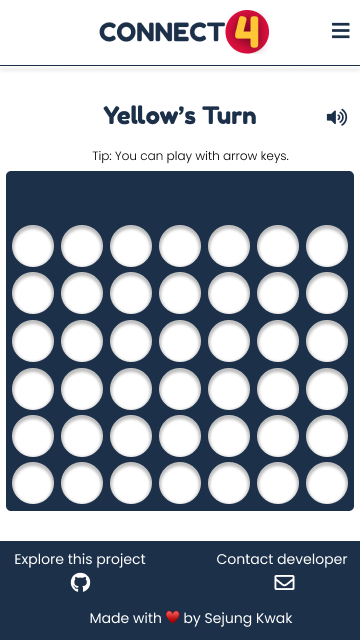 CONNECT4
Yellow's Turn
Tip: You can play with arrow keys.
Explore this project
Contact developer
Made with ❤️ by Sejung Kwak